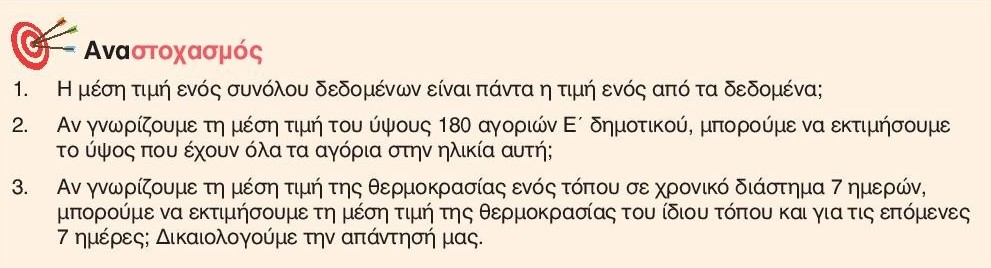 Αναστοχασμός
1. Η μέση τιμή ενός συνόλου δεδομένων είναι πάντα η τιμή ενός από τα δεδομένα;
2. Αν γνωρίζουμε τη μέση τιμή του ύψους 180 αγοριών Ε΄ δημοτικού, μπορούμε να εκτιμήσουμε
το ύψος που έχουν όλα τα αγόρια στην ηλικία αυτή;
3. Αν γνωρίζουμε τη μέση τιμή της θερμοκρασίας ενός τόπου σε χρονικό διάστημα 7 ημερών,
μπορούμε να εκτιμήσουμε τη μέση τιμή της θερμοκρασίας του ίδιου τόπου και για τις επόμενες
7 ημέρες; Δικαιολογούμε την απάντησή μας.